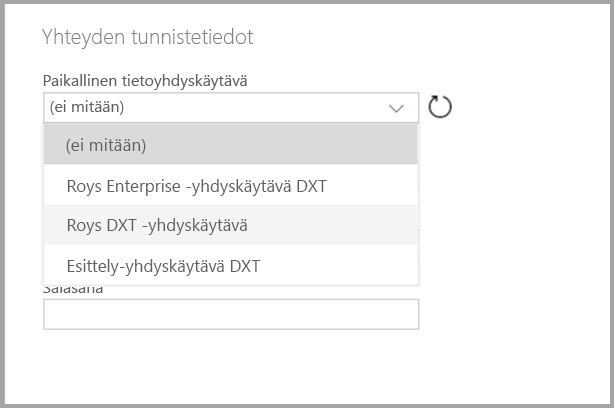 Yhteyden tunnistetiedot
Paikallinen tietoyhdyskäytävä
(ei mitään)
(ei mitään)
Roys Enterprise -yhdyskäytävä DXT
Roys DXT -yhdyskäytävä
Esittely-yhdyskäytävä DXT
Salasana